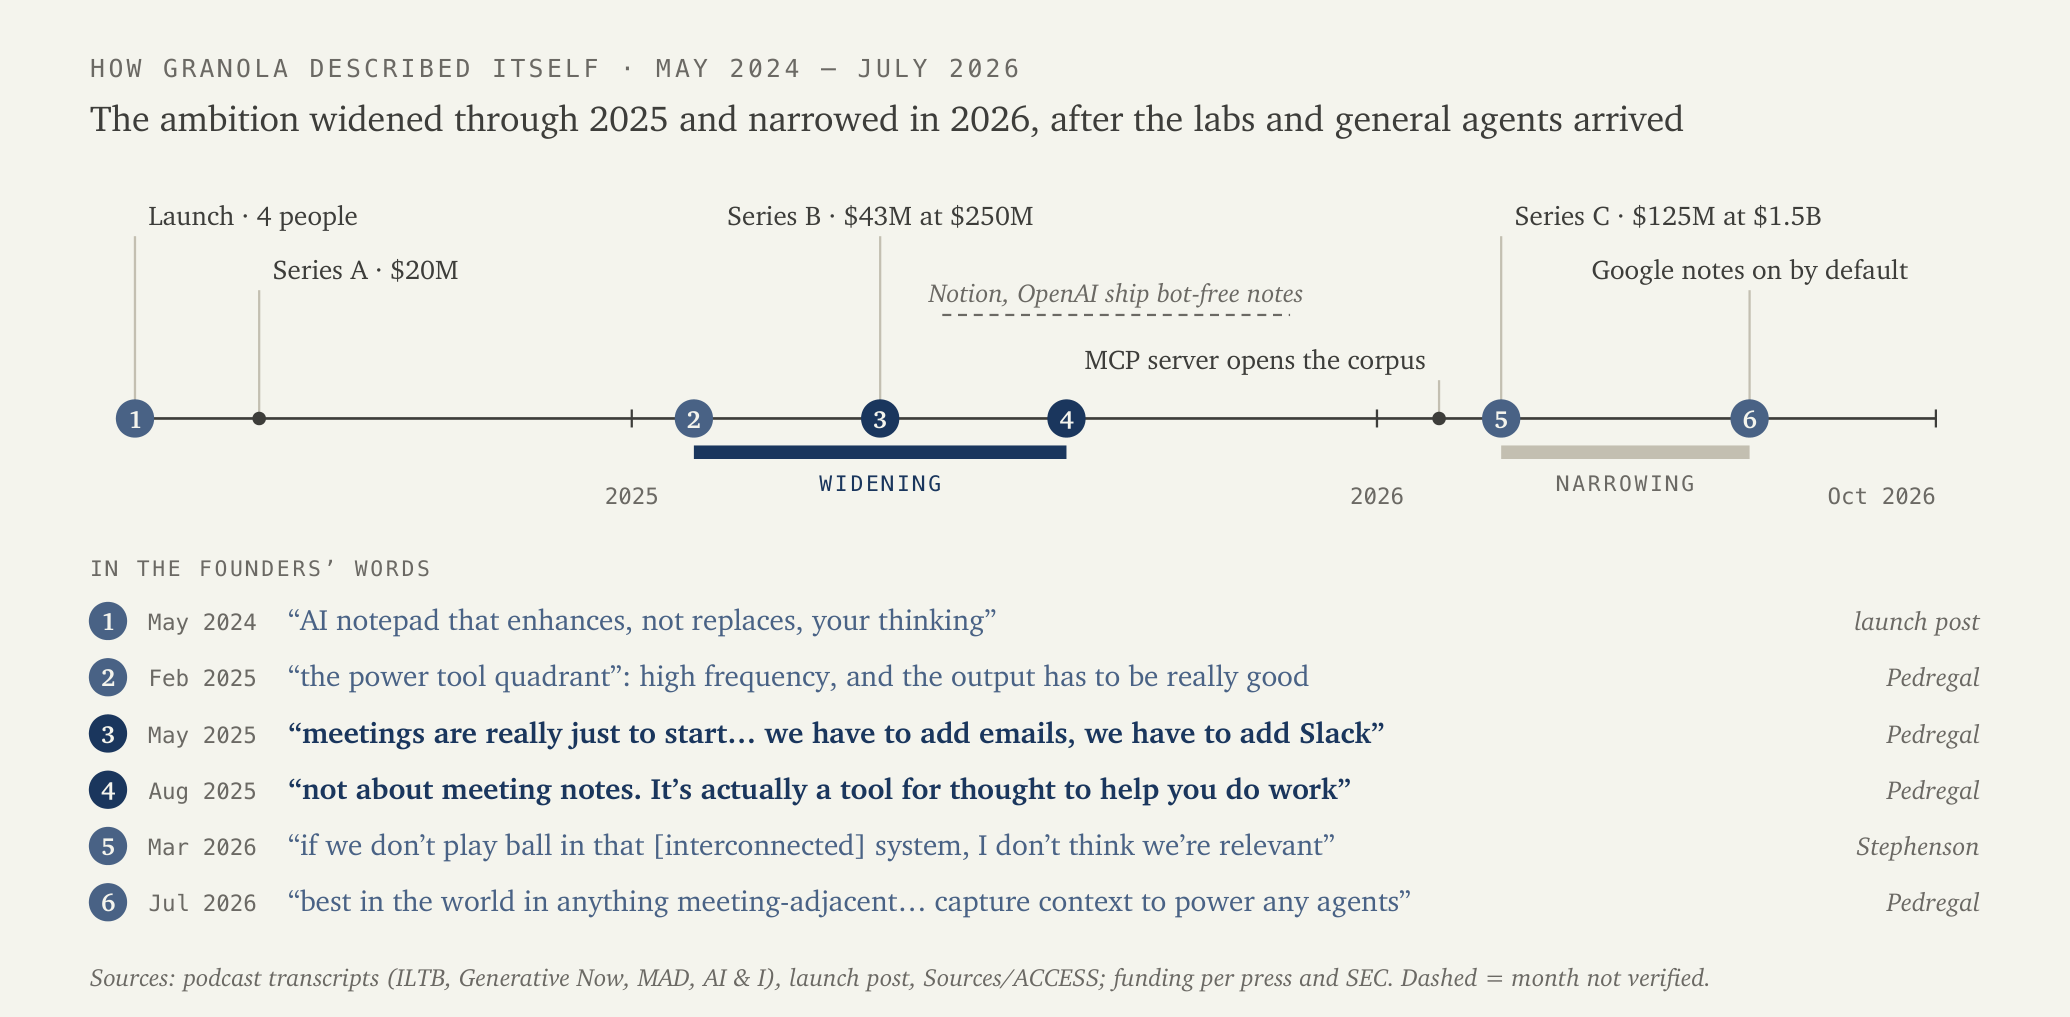 HOW GRANOLA DESCRIBED ITSELF · MAY 2024 — JULY 2026
The ambition widened through 2025 and narrowed in 2026, after the labs and general agents arrived
Launch · 4 people
Series B · $43M at $250M
Series C · $125M at $1.5B
Series A · $20M
Google notes on by default
Notion, OpenAI ship bot-free notes
MCP server opens the corpus
1
2
3
4
5
6
WIDENING
NARROWING
2025
2026
Oct 2026
IN THE FOUNDERS’ WORDS
1 May 2024 “AI notepad that enhances, not replaces, your thinking” launch post
2 Feb 2025 “the power tool quadrant”: high frequency, and the output has to be really good Pedregal
3 May 2025 “meetings are really just to start… we have to add emails, we have to add Slack” Pedregal
4 Aug 2025 “not about meeting notes. It’s actually a tool for thought to help you do work” Pedregal
5 Mar 2026 “if we don’t play ball in that [interconnected] system, I don’t think we’re relevant” Stephenson
6 Jul 2026 “best in the world in anything meeting-adjacent… capture context to power any agents” Pedregal
Sources: podcast transcripts (ILTB, Generative Now, MAD, AI & I), launch post, Sources/ACCESS; funding per press and SEC. Dashed = month not verified.